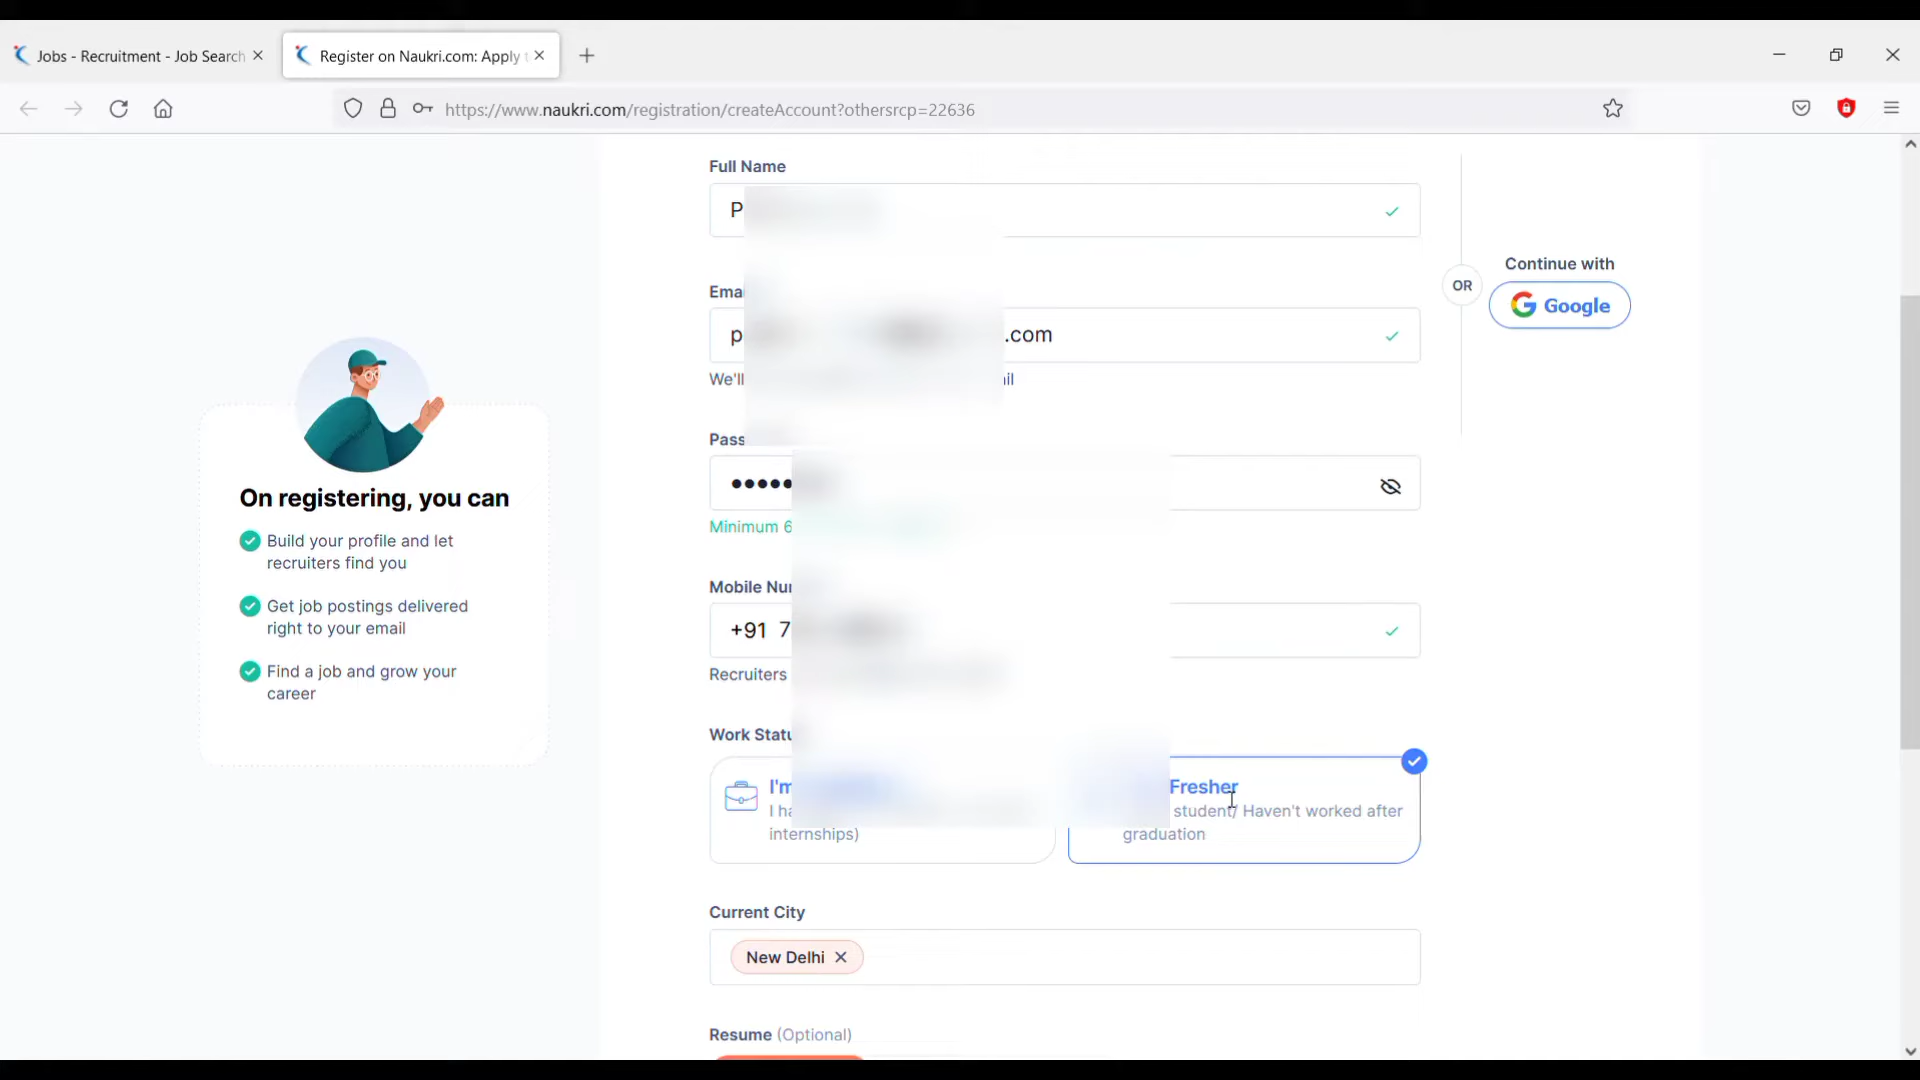 Jobs - Recruitment - Job Search
Register on Naukri.com: Apply
https://www.naukri.com/registration/createAccount?othersrcp=22636
Full Name
P
Continue with
OR
Google
Ema
p .com
We'll il
Pass
Minimum 6
Mobile Nu
+91 7
Recruiters
Work Statu
I'm
I ha
internships)
Fresher
student/ Haven't worked after
graduation
Current City
New Delhi
Resume (Optional)
On registering, you can
Build your profile and let
recruiters find you
Get job postings delivered
right to your email
Find a job and grow your
career